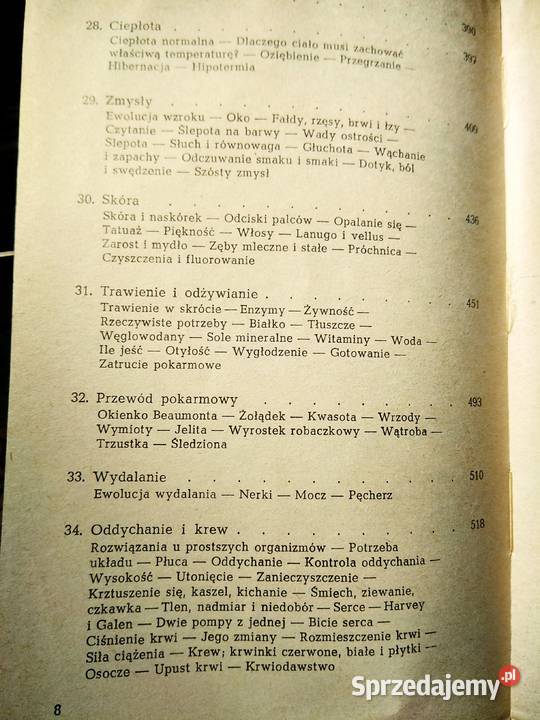 28. Ciepłota . . . . . . . . . 390
Ciepłota normalna — Dlaczego ciało musi zachować
właściwą temperaturę? — Oziębienie — Przegrzanie — 397
Hibernacja — Hipotermia
29. Zmysły . . . . . . . . . .
Ewolucja wzroku — Oko — Fałdy, rzęsy, brwi i łzy — 400
Czytanie — Ślepota na barwy — Wady ostrości —
Ślepota — Słuch i równowaga — Głuchota — Wąchanie
i zapachy — Odczuwanie smaku i smaki — Dotyk, ból
i swędzenie — Szósty zmysł
30. Skóra . . . . . . . . . . 436
Skóra i naskórek — Odciski palców — Opalanie się —
Tatuaż — Piękność — Włosy — Lanugo i vellus —
Zarost i mydło — Zęby mleczne i stałe — Próchnica —
Czyszczenia i fluorowanie
31. Trawienie i odżywianie . . . . . . . 451
Trawienie w skrócie — Enzymy — Żywność —
Rzeczywiste potrzeby — Białko — Tłuszcze —
Węglowodany — Sole mineralne — Witaminy — Woda —
Ile jeść — Otyłość — Wygłodzenie — Gotowanie —
Zatrucie pokarmowe
32. Przewód pokarmowy . . . . . . . . 493
Okienko Beaumonta — Żołądek — Kwasota — Wrzody —
Wymioty — Jelita — Wyrostek robaczkowy — Wątroba —
Trzustka — Śledziona
33. Wydalanie . . . . . . . . . . 510
Ewolucja wydalania — Nerki — Mocz — Pęcherz
34. Oddychanie i krew . . . . . . . . 518
Rozwiązania u prostszych organizmów — Potrzeba
układu — Płuca — Oddychanie — Kontrola oddychania —
Wysokość — Utonięcie — Zanieczyszczenie —
Krztuszenie się, kaszel, kichanie — Śmiech, ziewanie,
czkawka — Tlen, nadmiar i niedobór — Serce — Harvey
i Galen — Dwie pompy z jednej — Bicie serca —
Ciśnienie krwi — Jego zmiany — Rozmieszczenie krwi —
Siła ciążenia — Krew; krwinki czerwone, białe i płytki —
Osocze — Upust krwi — Krwiodawstwo
8
Sprzedajemy.pl